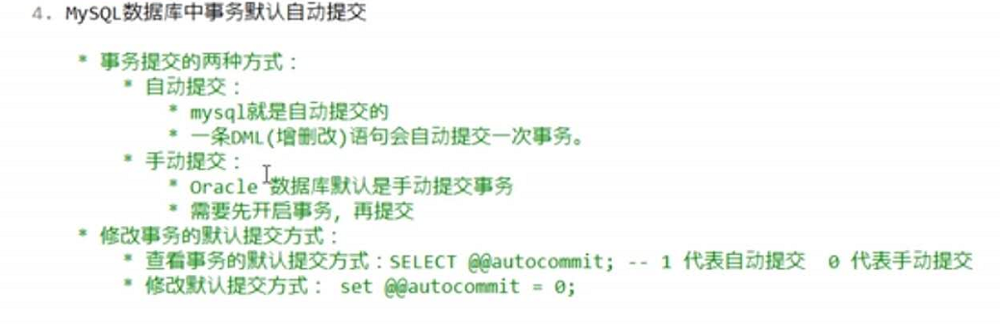 4. MySQL数据库中事务默认自动提交
* 事务提交的两种方式：
* 自动提交：
* mysql就是自动提交的
* 一条DML(增删改)语句会自动提交一次事务。
* 手动提交：
* Oracle 数据库默认是手动提交事务
* 需要先开启事务，再提交
* 修改事务的默认提交方式：
* 查看事务的默认提交方式：SELECT @@autocommit; -- 1 代表自动提交  0 代表手动提交
* 修改默认提交方式： set @@autocommit = 0;